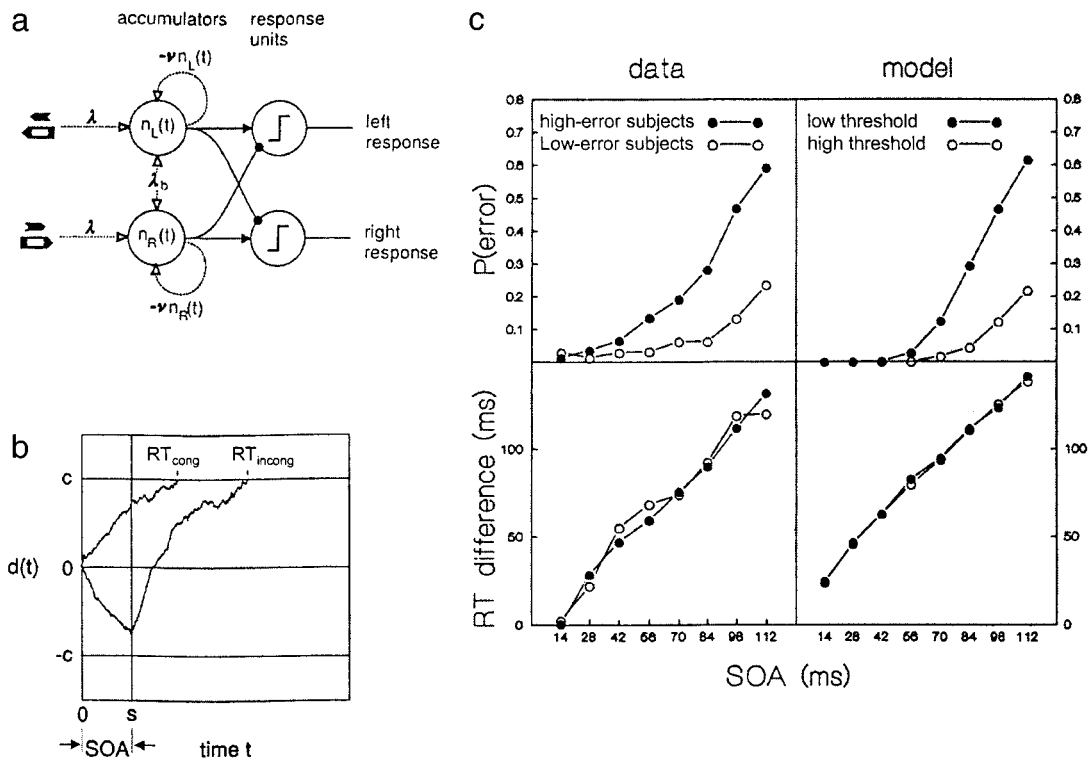 a
accumulators
response
units
-νn_L(t)
λ
n_L(t)
left
response
λ_b
λ
n_R(t)
right
response
-νn_R(t)
b
RT_cong
RT_incong
c
d(t)
0
-c
0
s
SOA
time t
c
data
model
0.8
0.7
0.6
0.5
0.4
0.3
0.2
0.1
P(error)
high-error subjects
Low-error subjects
low threshold
high threshold
0.8
0.7
0.6
0.5
0.4
0.3
0.2
0.1
RT difference (ms)
100
50
0
100
50
0
14 28 42 56 70 84 98 112
14 28 42 56 70 84 98 112
SOA (ms)